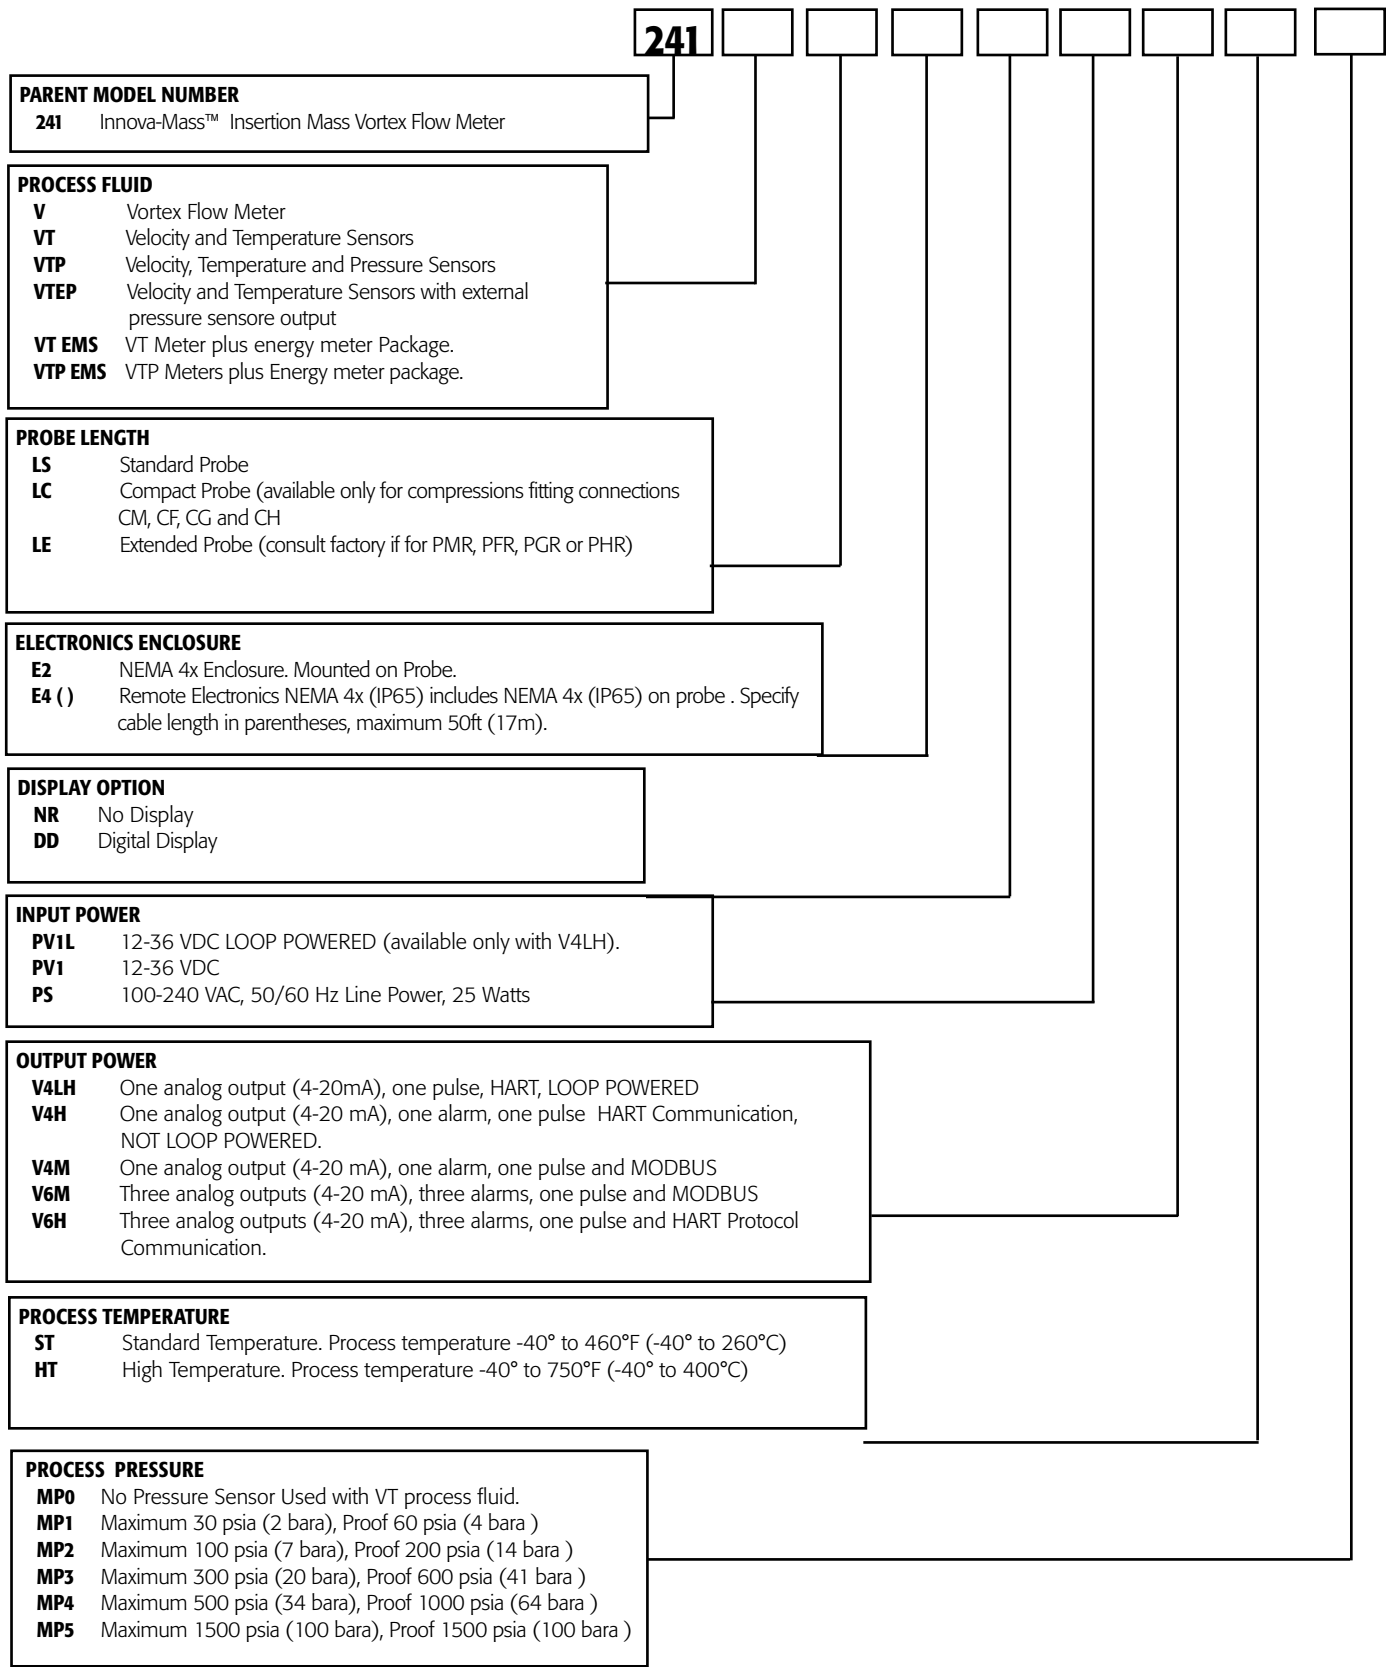 241
PARENT MODEL NUMBER
241 Innova-Mass™ Insertion Mass Vortex Flow Meter
PROCESS FLUID
V Vortex Flow Meter
VT Velocity and Temperature Sensors
VTP Velocity, Temperature and Pressure Sensors
VTEP Velocity and Temperature Sensors with external
pressure sensore output
VT EMS VT Meter plus energy meter Package.
VTP EMS VTP Meters plus Energy meter package.
PROBE LENGTH
LS Standard Probe
LC Compact Probe (available only for compressions fitting connections
CM, CF, CG and CH
LE Extended Probe (consult factory if for PMR, PFR, PGR or PHR)
ELECTRONICS ENCLOSURE
E2 NEMA 4x Enclosure. Mounted on Probe.
E4 ( ) Remote Electronics NEMA 4x (IP65) includes NEMA 4x (IP65) on probe . Specify
cable length in parentheses, maximum 50ft (17m).
DISPLAY OPTION
NR No Display
DD Digital Display
INPUT POWER
PV1L 12-36 VDC LOOP POWERED (available only with V4LH).
PV1 12-36 VDC
PS 100-240 VAC, 50/60 Hz Line Power, 25 Watts
OUTPUT POWER
V4LH One analog output (4-20mA), one pulse, HART, LOOP POWERED
V4H One analog output (4-20 mA), one alarm, one pulse HART Communication,
NOT LOOP POWERED.
V4M One analog output (4-20 mA), one alarm, one pulse and MODBUS
V6M Three analog outputs (4-20 mA), three alarms, one pulse and MODBUS
V6H Three analog outputs (4-20 mA), three alarms, one pulse and HART Protocol
Communication.
PROCESS TEMPERATURE
ST Standard Temperature. Process temperature -40° to 460°F (-40° to 260°C)
HT High Temperature. Process temperature -40° to 750°F (-40° to 400°C)
PROCESS PRESSURE
MP0 No Pressure Sensor Used with VT process fluid.
MP1 Maximum 30 psia (2 bara), Proof 60 psia (4 bara )
MP2 Maximum 100 psia (7 bara), Proof 200 psia (14 bara )
MP3 Maximum 300 psia (20 bara), Proof 600 psia (41 bara )
MP4 Maximum 500 psia (34 bara), Proof 1000 psia (64 bara )
MP5 Maximum 1500 psia (100 bara), Proof 1500 psia (100 bara )